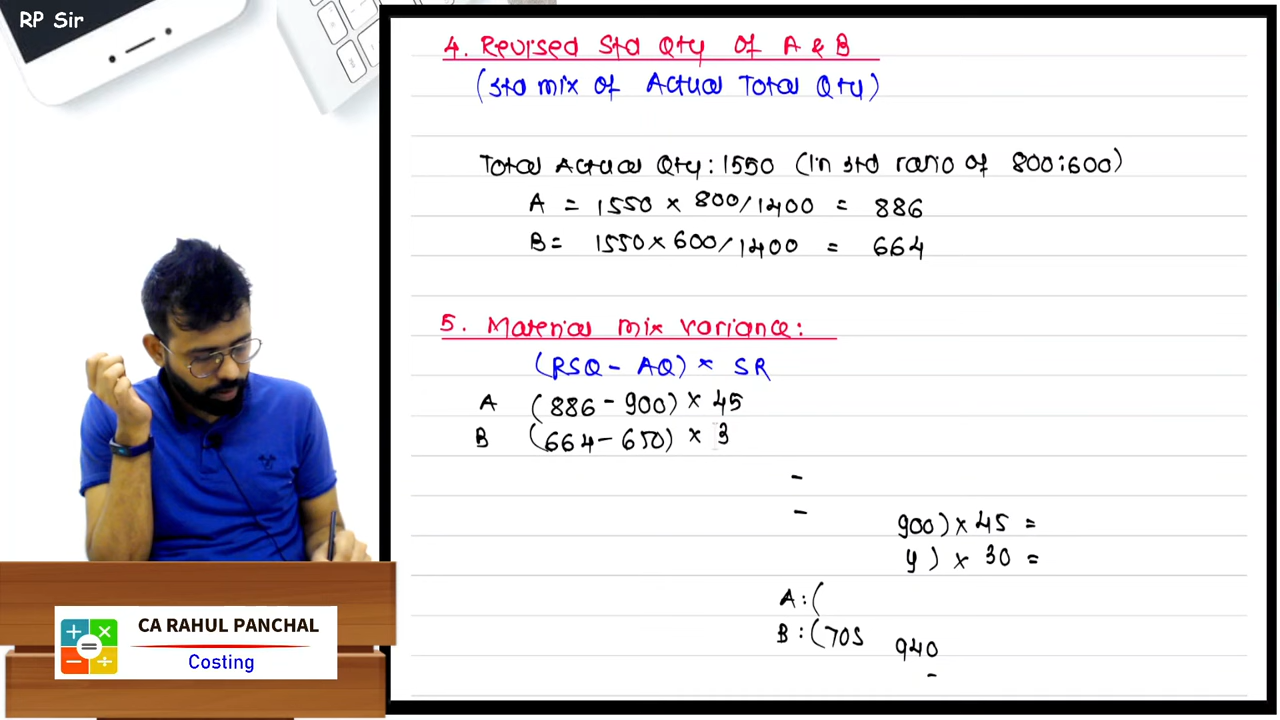 RP Sir
4. Revised Std Qty Of A & B
(std mix of Actual Total Qty)
Total Actual Qty : 1550 (In std ratio of 800:600)
A = 1550 × 800/1400 = 886
B = 1550 × 600/1400 = 664
5. Material mix variance:
(RSQ - AQ) × SR
A (886 - 900) × 45
B (664 - 650) × 3
-
-
900) × 45 =
) × 30 =
A : (
B : (705
940
-
CA RAHUL PANCHAL
Costing